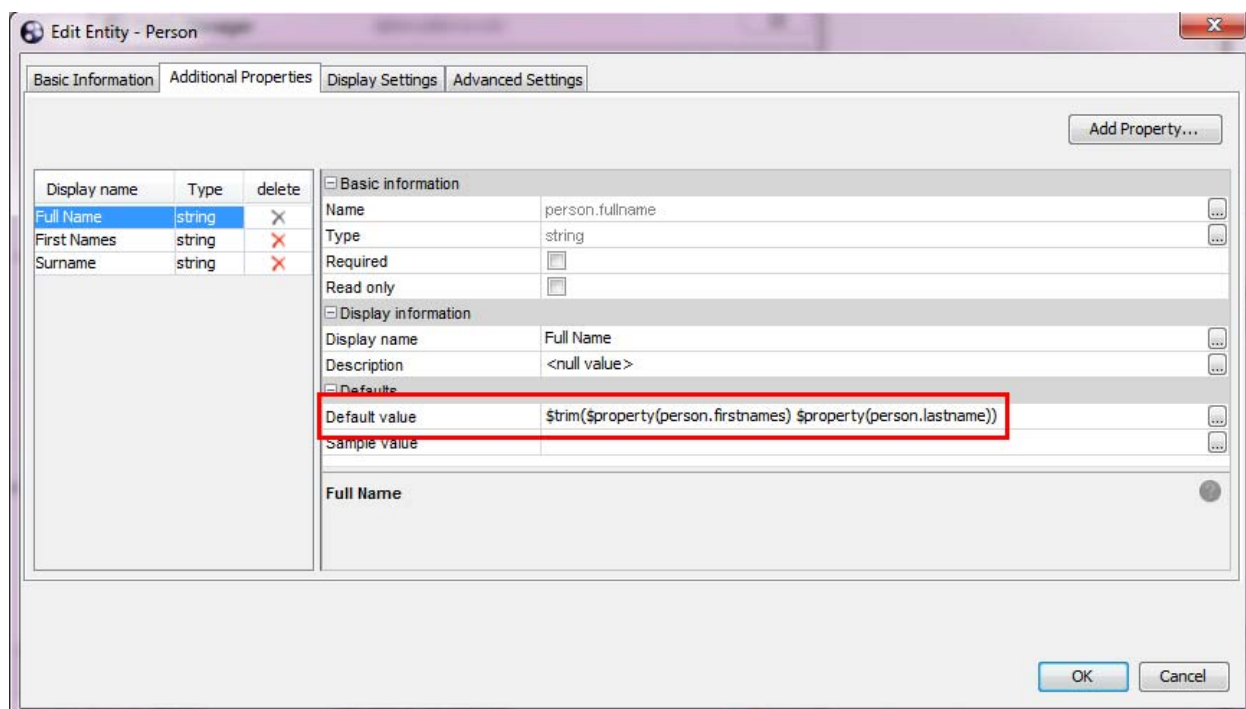 Edit Entity - Person
Basic Information Additional Properties Display Settings Advanced Settings
Add Property...
Display name Type delete
Full Name string
First Names string
Surname string
Basic information
Name person.fullname
Type string
Required
Read only
Display information
Display name Full Name
Description <null value>
Defaults
Default value $trim($property(person.firstnames) $property(person.lastname))
Sample value
Full Name
OK Cancel